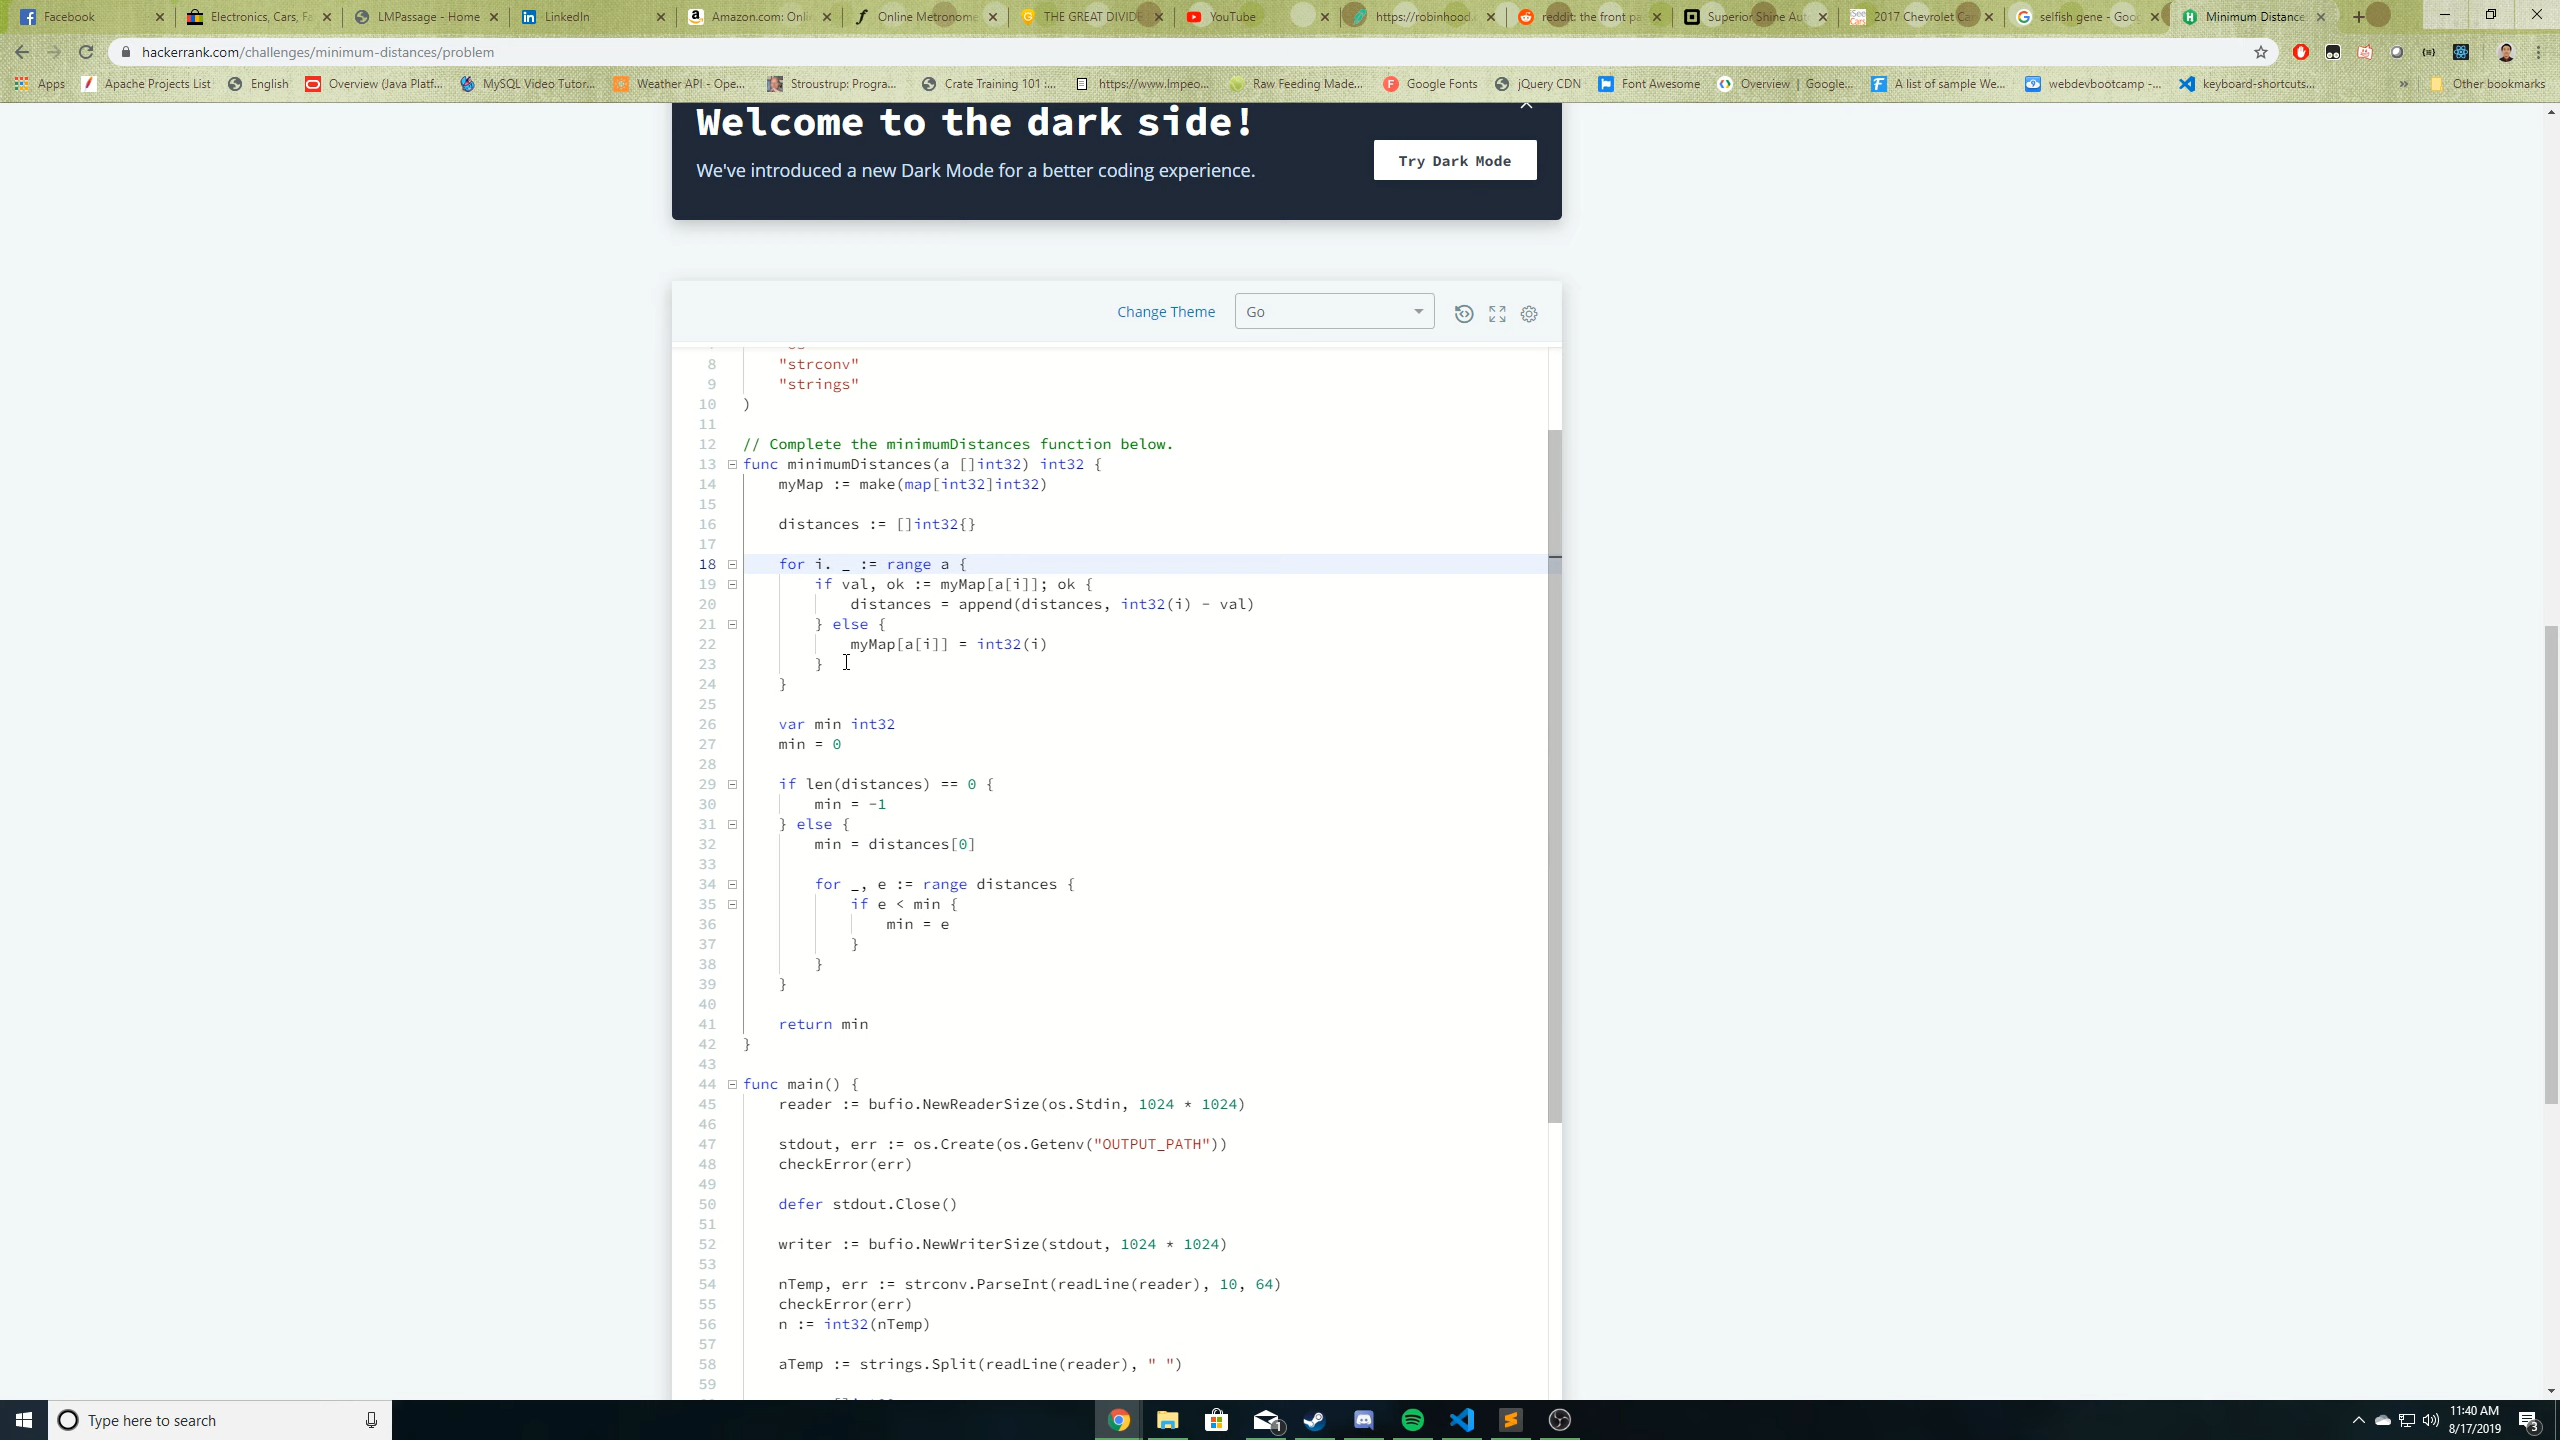 Facebook
Electronics, Cars, Fa
LMPassage - Home
LinkedIn
Amazon.com: Onli
Online Metronome
THE GREAT DIVIDE
YouTube
https://robinhood.
reddit: the front pa
Superior Shine Au
2017 Chevrolet Ca
selfish gene - Goo
Minimum Distance
hackerrank.com/challenges/minimum-distances/problem
Apps
Apache Projects List
English
Overview (Java Platf...
MySQL Video Tutor...
Weather API - Ope...
Stroustrup: Progra...
Crate Training 101 :...
https://www.lmpeo...
Raw Feeding Made...
Google Fonts
jQuery CDN
Font Awesome
Overview | Google...
A list of sample We...
webdevbootcamp -...
keyboard-shortcuts...
»
Other bookmarks
Welcome to the dark side!
We've introduced a new Dark Mode for a better coding experience.
Try Dark Mode
Change Theme
Go
8 "strconv"
9 "strings"
10 )
11
12 // Complete the minimumDistances function below.
13 func minimumDistances(a []int32) int32 {
14 myMap := make(map[int32]int32)
15
16 distances := []int32{}
17
18 for i. _ := range a {
19 if val, ok := myMap[a[i]]; ok {
20 distances = append(distances, int32(i) - val)
21 } else {
22 myMap[a[i]] = int32(i)
23 }
24 }
25
26 var min int32
27 min = 0
28
29 if len(distances) == 0 {
30 min = -1
31 } else {
32 min = distances[0]
33
34 for _, e := range distances {
35 if e < min {
36 min = e
37 }
38 }
39 }
40
41 return min
42 }
43
44 func main() {
45 reader := bufio.NewReaderSize(os.Stdin, 1024 * 1024)
46
47 stdout, err := os.Create(os.Getenv("OUTPUT_PATH"))
48 checkError(err)
49
50 defer stdout.Close()
51
52 writer := bufio.NewWriterSize(stdout, 1024 * 1024)
53
54 nTemp, err := strconv.ParseInt(readLine(reader), 10, 64)
55 checkError(err)
56 n := int32(nTemp)
57
58 aTemp := strings.Split(readLine(reader), " ")
59
Type here to search
1
11:40 AM
8/17/2019
3